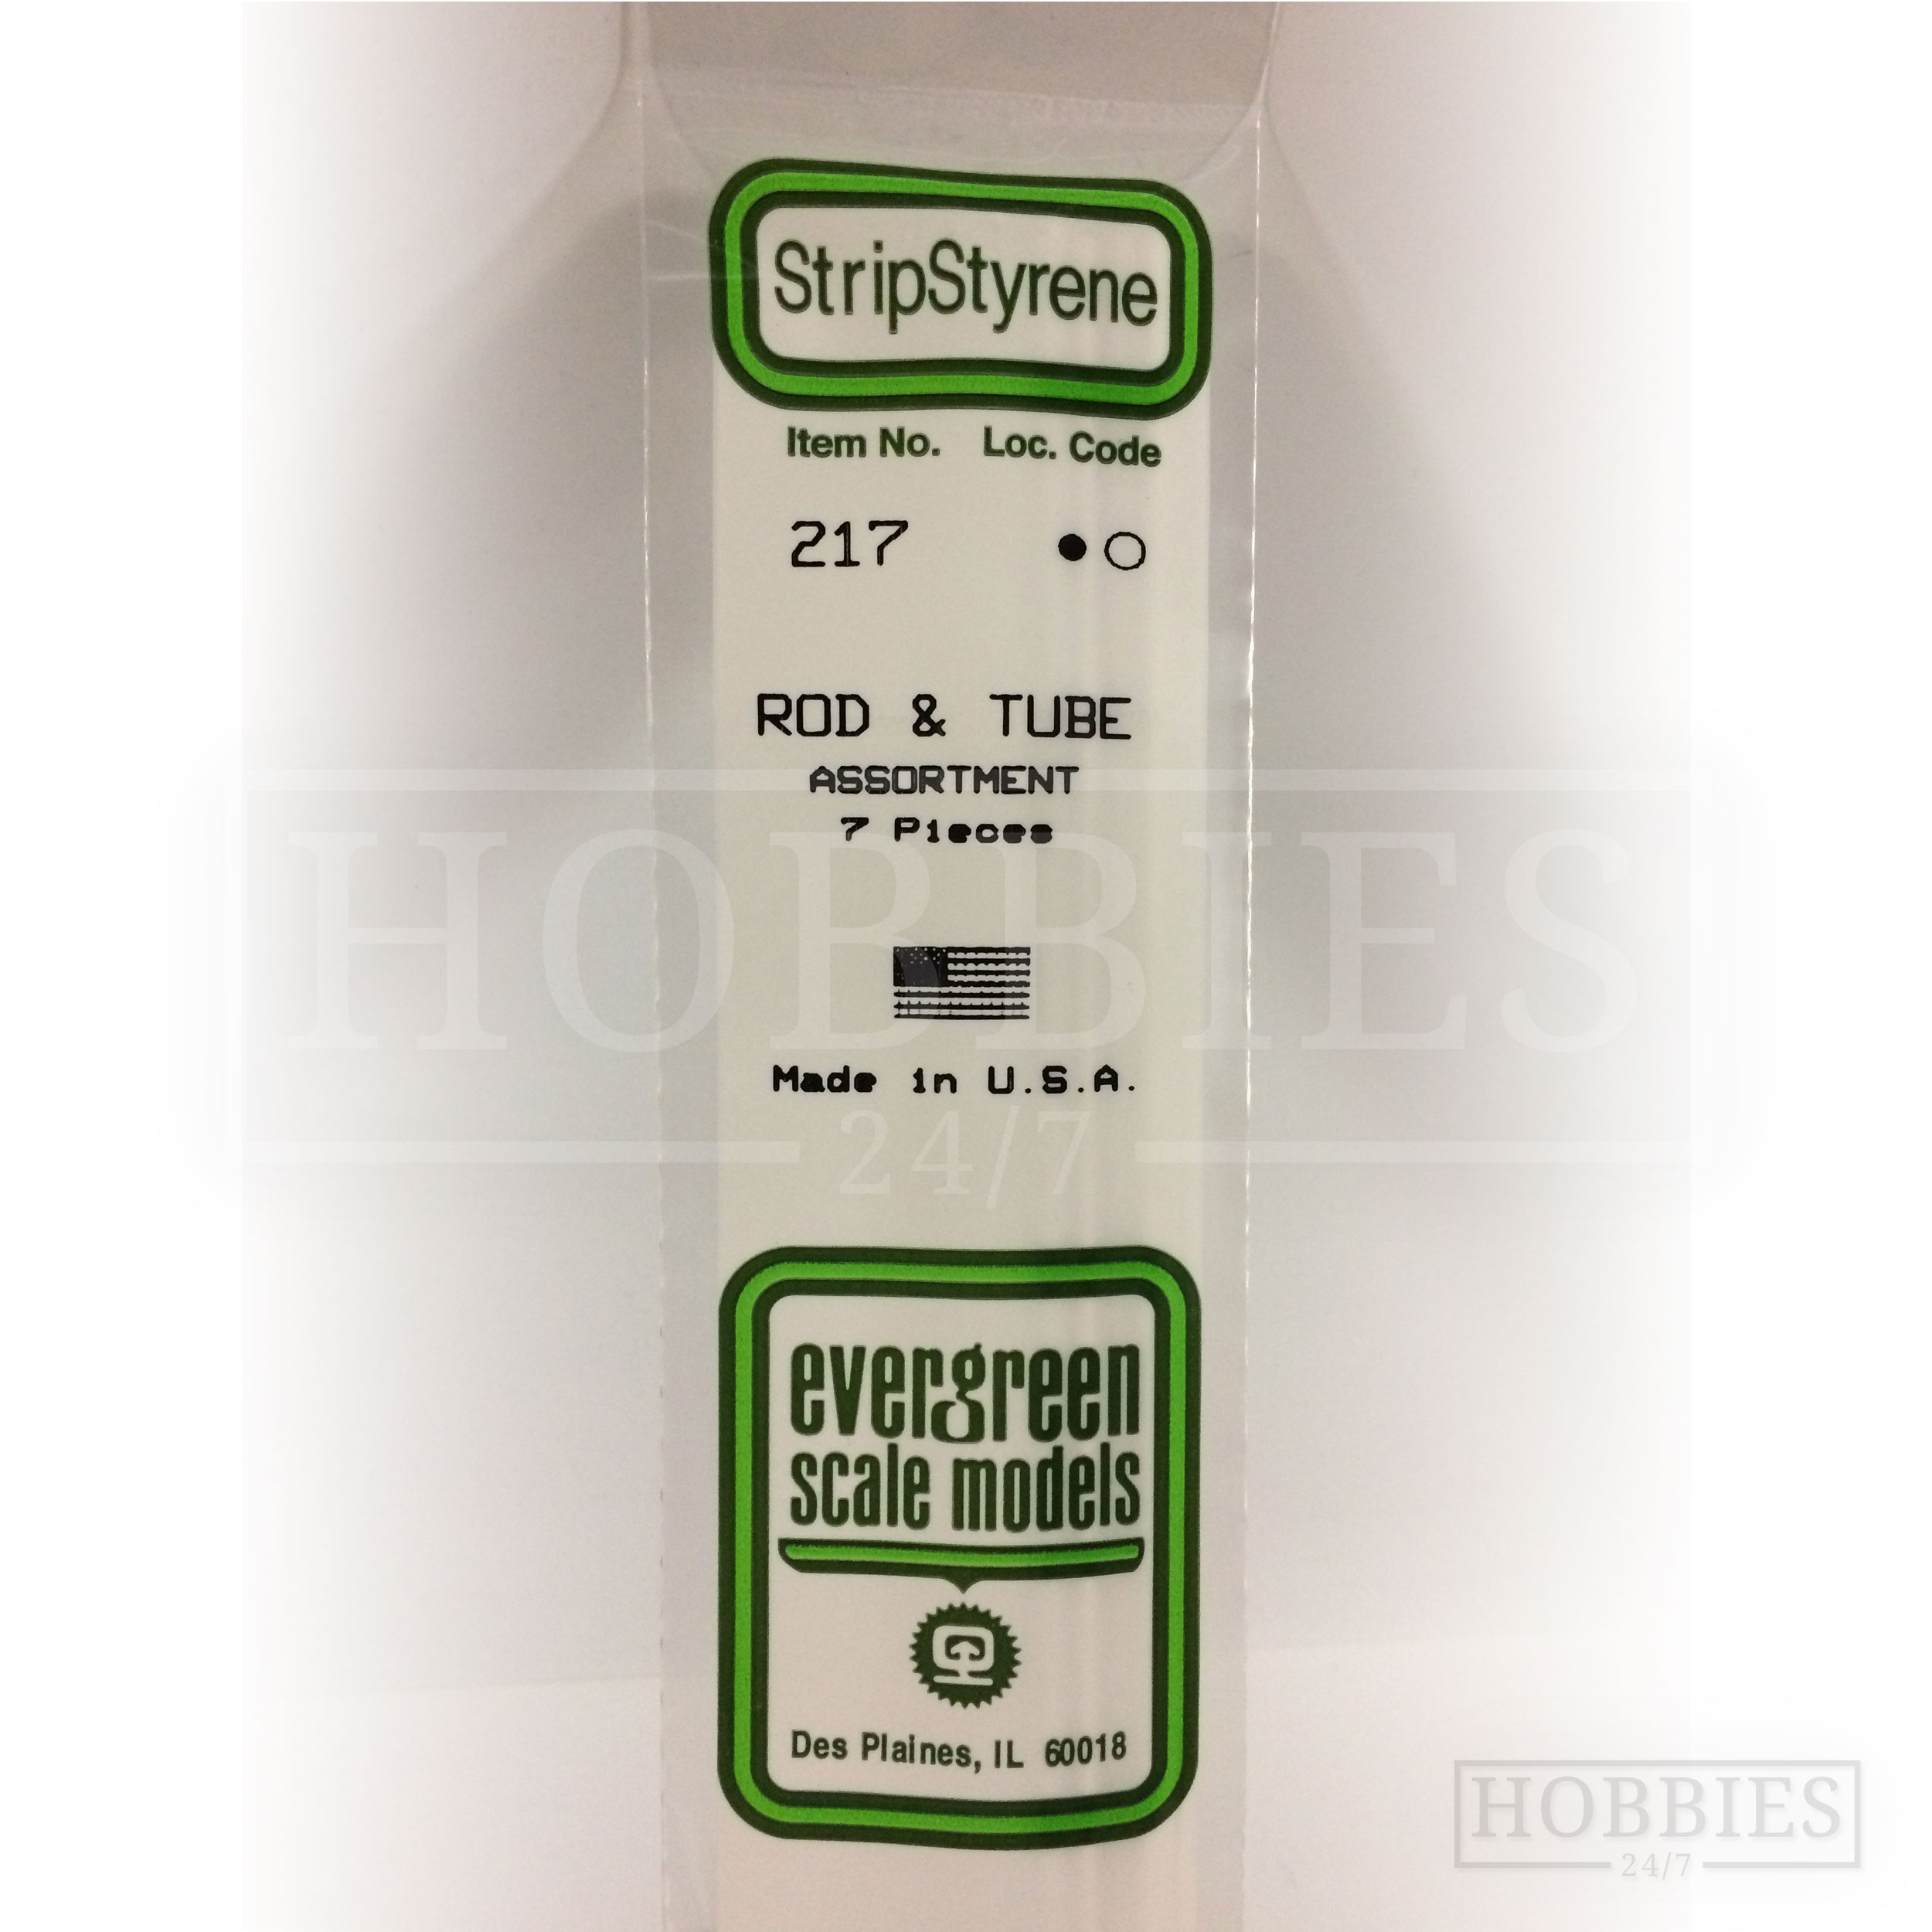 StripStyrene
Item No. Loc. Code
217
ROD & TUBE
ASSORTMENT
7 Pieces
Made in U.S.A.
HOBBIES
24/7
evergreen
scale models
Des Plaines, IL 60018
HOBBIES
24/7